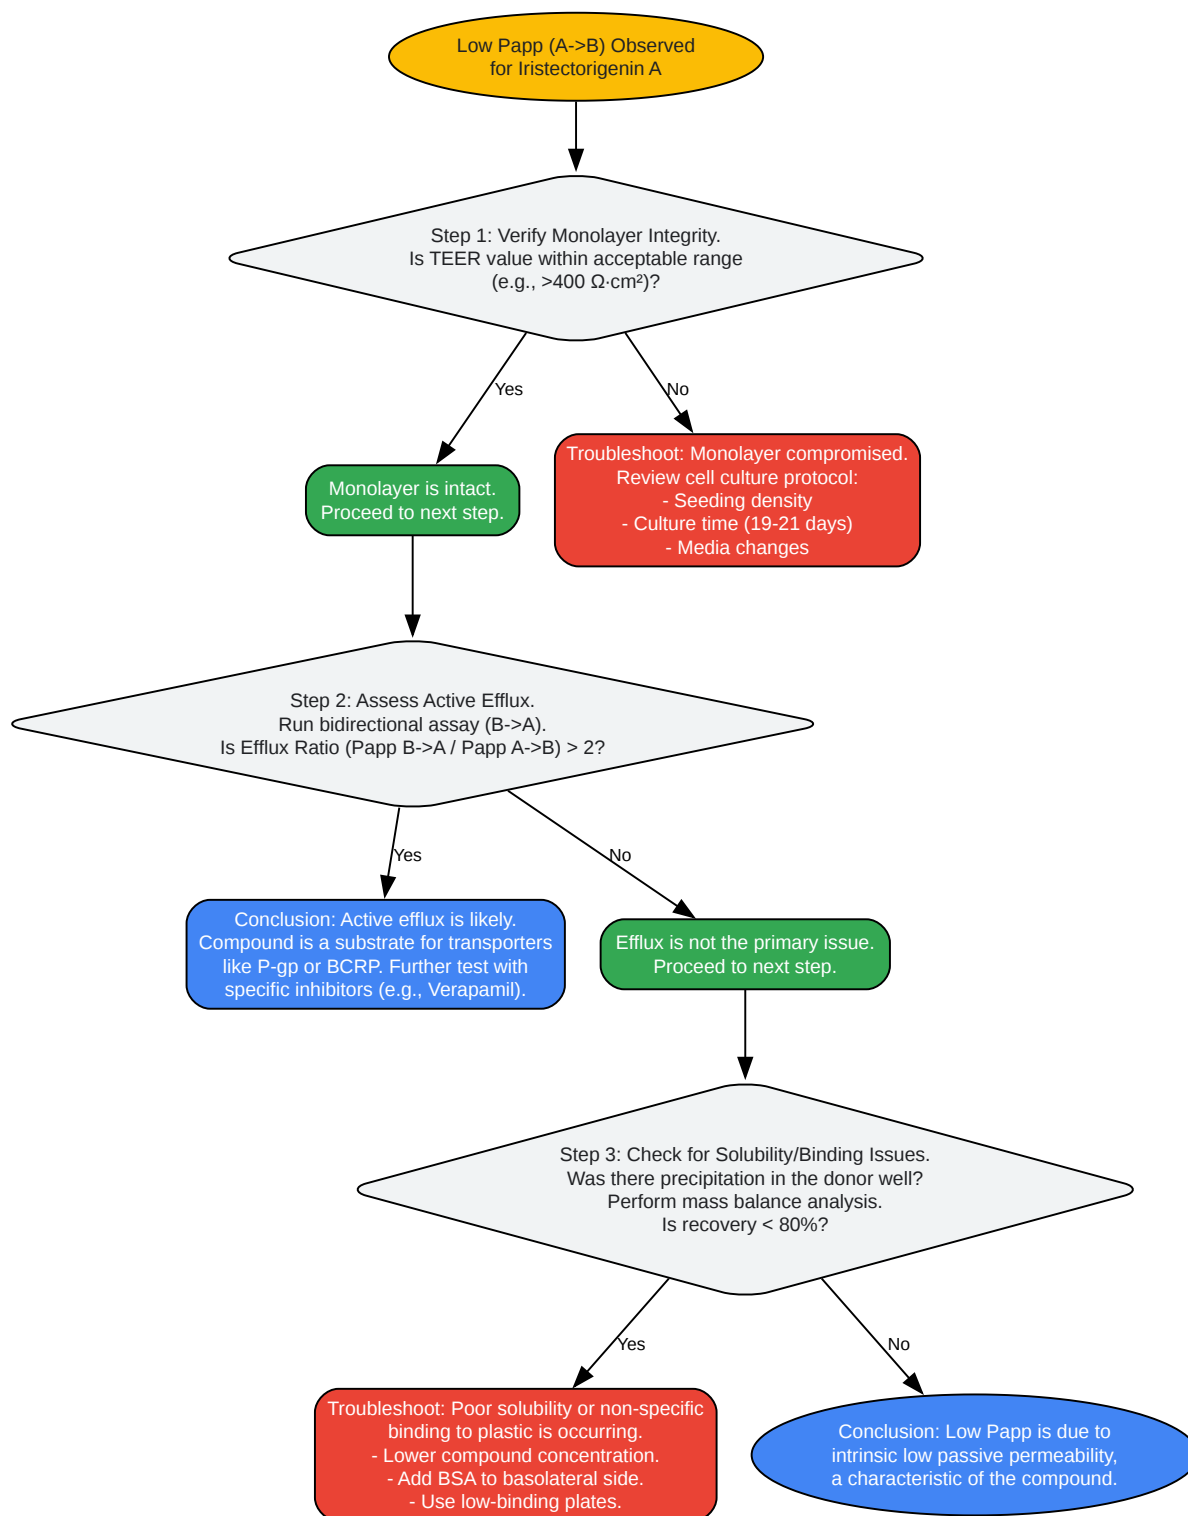 Low Papp (A->B) Observed
for Iristectorigenin A
Step 1: Verify Monolayer Integrity.
Is TEER value within acceptable range
(e.g., >400 Ω·cm²)?
Yes
No
Monolayer is intact.
Proceed to next step.
Troubleshoot: Monolayer compromised.
Review cell culture protocol:
- Seeding density
- Culture time (19-21 days)
- Media changes
Step 2: Assess Active Efflux.
Run bidirectional assay (B->A).
Is Efflux Ratio (Papp B->A / Papp A->B) > 2?
Yes
No
Conclusion: Active efflux is likely.
Compound is a substrate for transporters
like P-gp or BCRP. Further test with
specific inhibitors (e.g., Verapamil).
Efflux is not the primary issue.
Proceed to next step.
Step 3: Check for Solubility/Binding Issues.
Was there precipitation in the donor well?
Perform mass balance analysis.
Is recovery < 80%?
Yes
No
Troubleshoot: Poor solubility or non-specific
binding to plastic is occurring.
- Lower compound concentration.
- Add BSA to basolateral side.
- Use low-binding plates.
Conclusion: Low Papp is due to
intrinsic low passive permeability,
a characteristic of the compound.